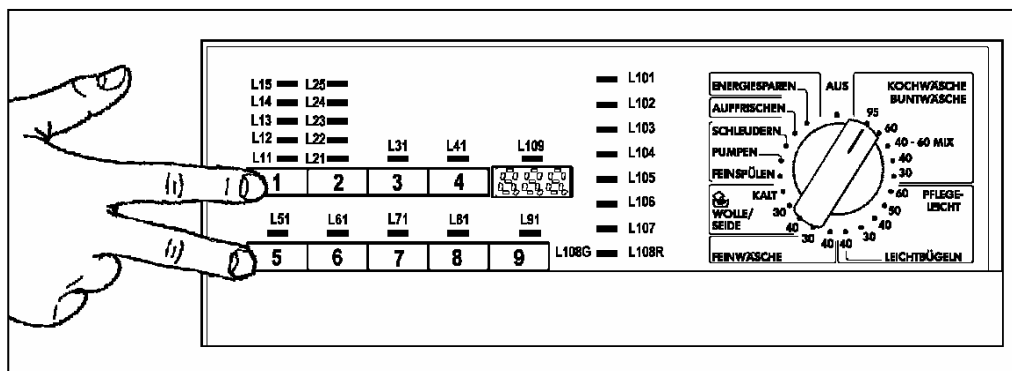 L15 L25
L14 L24
L13 L23
L12 L22
L11 L21 L31 L41 L109
1 2 3 4
L51 L61 L71 L81 L91
5 6 7 8 9
L101
L102
L103
L104
L105
L106
L107
L108G L108R
AUS
ENERGIESPAREN
AUFFRISCHEN
SCHLEUDERN
PUMPEN
FEINSPÜLEN
KALT
30
WOLLE/
SEIDE
40
30
40
FEINWÄSCHE
KOCHWÄSCHE
BUNTWÄSCHE
95
60
40 - 60 MIX
40
30
60
PFLEGE-
LEICHT
50
40
30
40
LEICHTBÜGELN